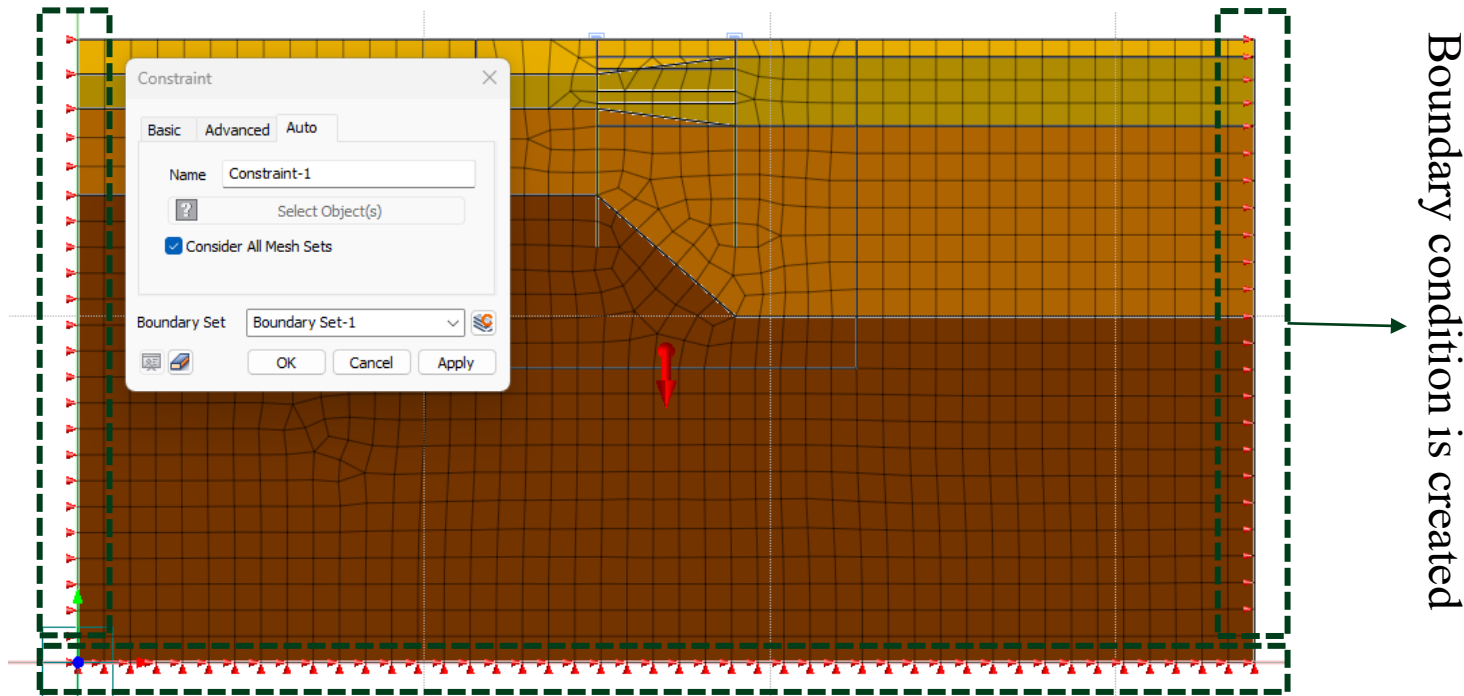 Constraint
Basic Advanced Auto
Name Constraint-1
? Select Object(s)
Consider All Mesh Sets
Boundary Set Boundary Set-1
OK Cancel Apply
Boundary condition is created